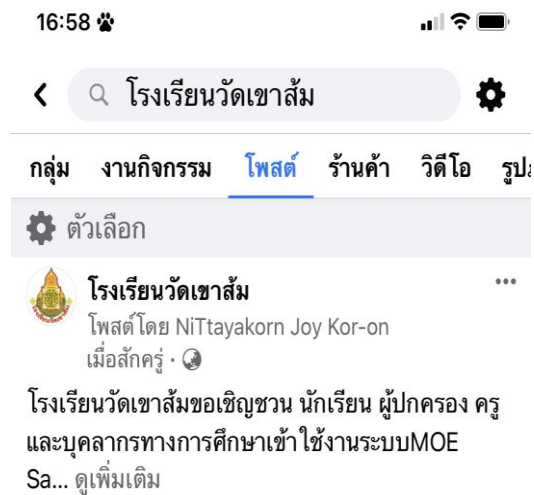 16:58
โรงเรียนวัดเขาส้ม
กลุ่ม งานกิจกรรม โพสต์ ร้านค้า วิดีโอ
ตัวเลือก
โรงเรียนวัดเขาส้ม
โพสต์โดย NiTtayakorn Joy Kor-on
เมื่อสักครู่ ·
โรงเรียนวัดเขาส้มขอเชิญชวน นักเรียน ผู้ปกครอง ครู
และบุคลากรทางการศึกษาเข้าใช้งานระบบMOE
Sa... ดูเพิ่มเติม